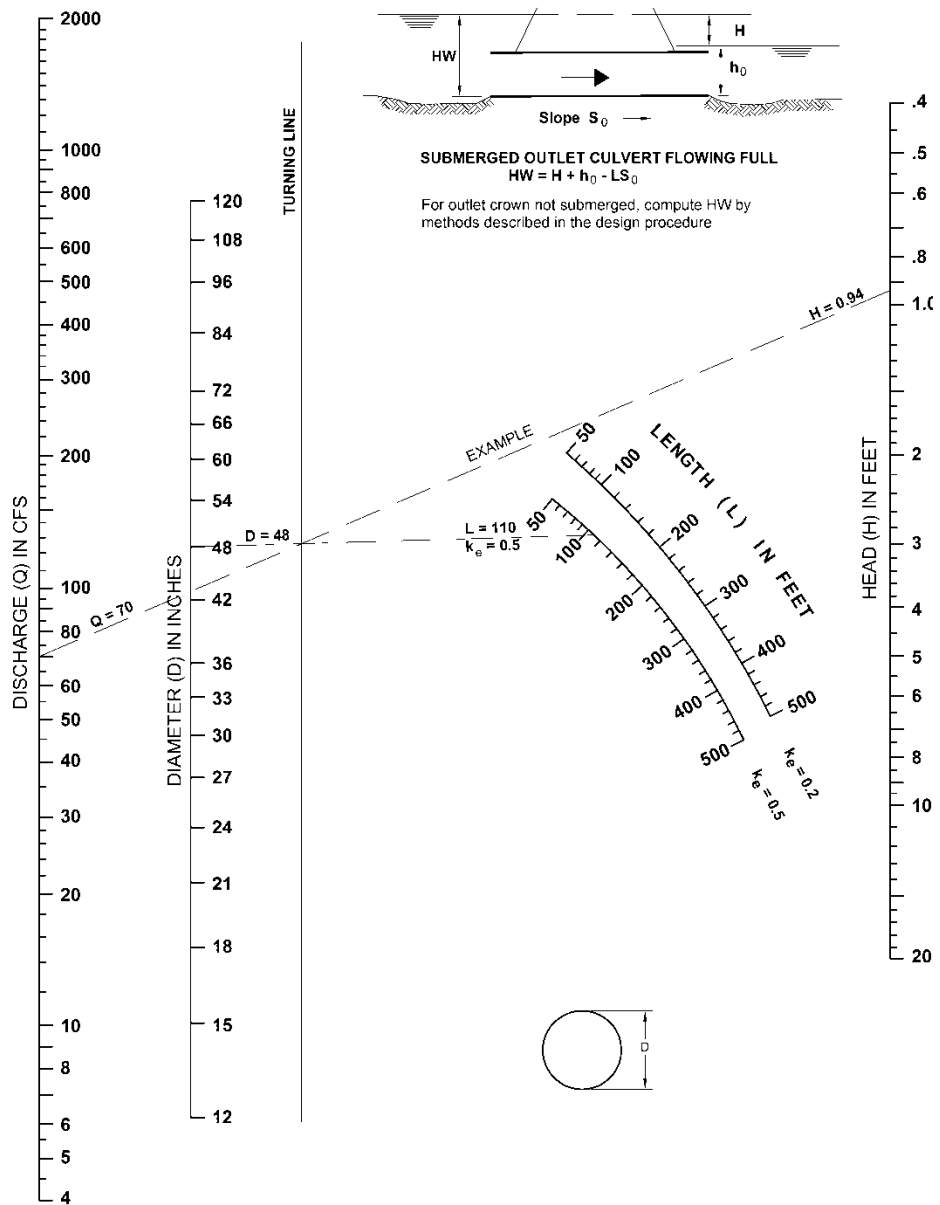 2000
1000
800
600
500
400
300
200
100
80
60
50
40
30
20
10
8
6
5
4
DISCHARGE (Q) IN CFS
120
108
96
84
72
66
60
54
48
42
36
33
30
27
24
21
18
15
12
DIAMETER (D) IN INCHES
TURNING LINE
HW
H
h0
Slope S0
SUBMERGED OUTLET CULVERT FLOWING FULL
HW = H + h0 - LS0
For outlet crown not submerged, compute HW by
methods described in the design procedure
Q = 70
D = 48
EXAMPLE
L = 110
ke = 0.5
H = 0.94
LENGTH (L) IN FEET
50
100
200
300
400
500
ke = 0.2
50
100
200
300
400
500
ke = 0.5
.4
.5
.6
.8
1.0
2
3
4
5
6
8
10
20
HEAD (H) IN FEET
D